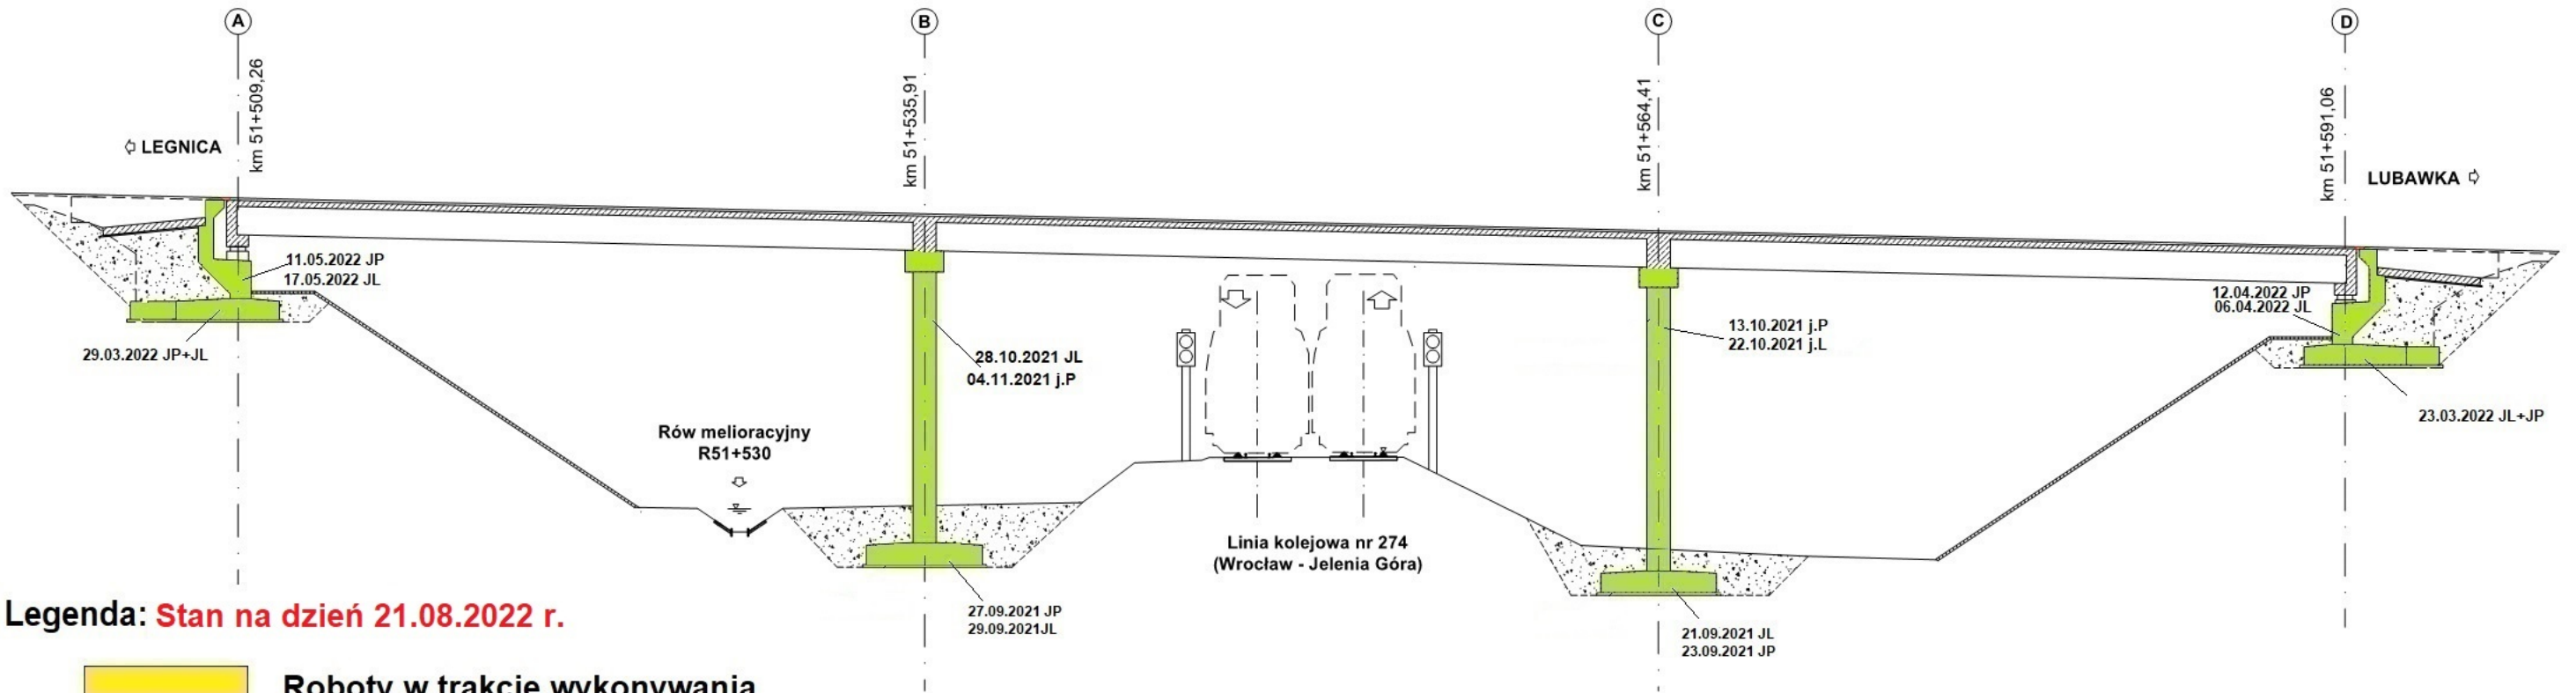 A
B
C
D
km 51+509,26
km 51+535,91
km 51+564,41
km 51+591,06
LEGNICA
LUBAWKA
11.05.2022 JP
17.05.2022 JL
29.03.2022 JP+JL
28.10.2021 JL
04.11.2021 j.P
13.10.2021 j.P
22.10.2021 j.L
12.04.2022 JP
06.04.2022 JL
23.03.2022 JL+JP
Rów melioracyjny
R51+530
Linia kolejowa nr 274
(Wrocław - Jelenia Góra)
27.09.2021 JP
29.09.2021JL
21.09.2021 JL
23.09.2021 JP
Legenda: Stan na dzień 21.08.2022 r.
Roboty w trakcie wykonywania